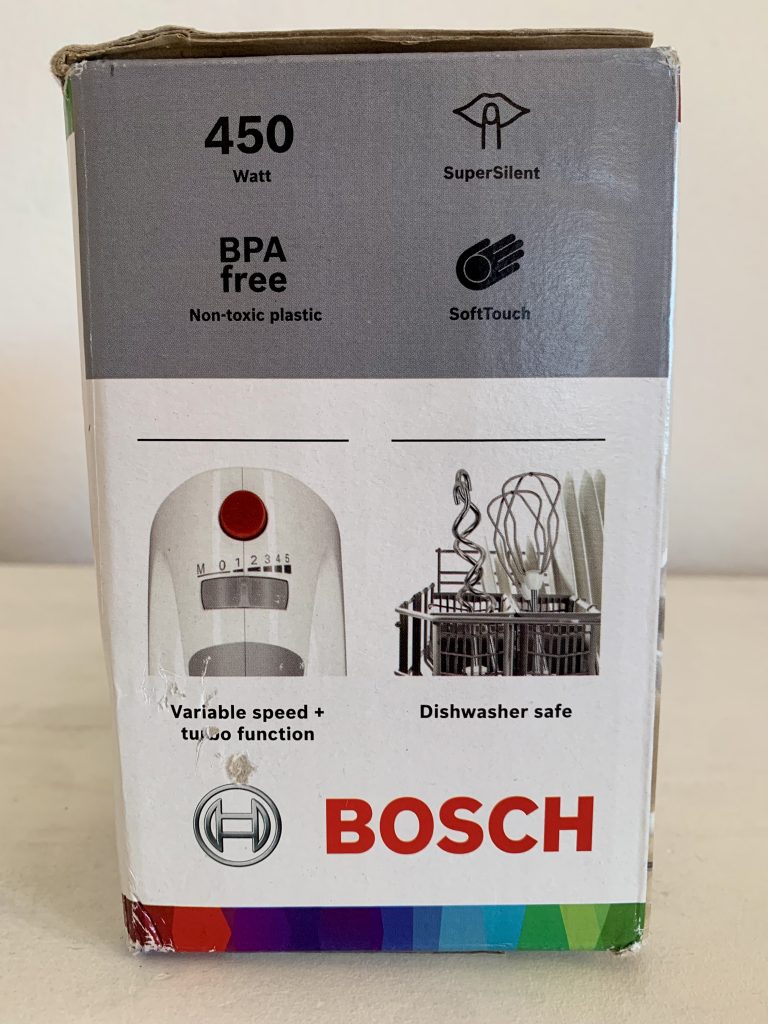 450
Watt
SuperSilent
BPA
free
Non-toxic plastic
SoftTouch
M 0 1 2 3 4 5
Variable speed +
turbo function
Dishwasher safe
BOSCH